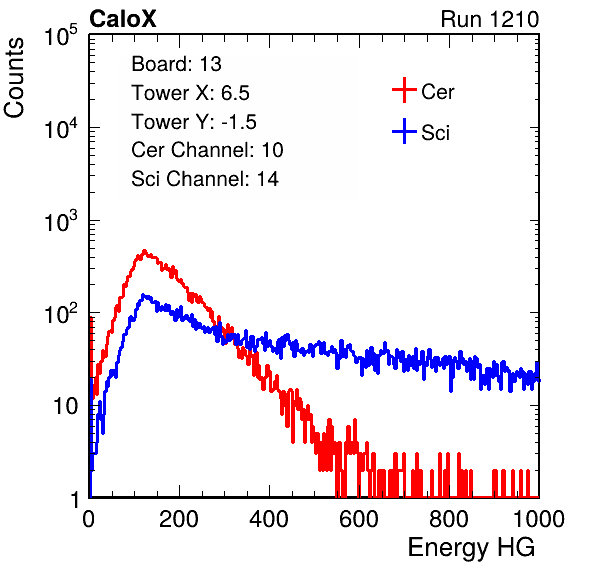 CaloX Run 1210
Counts
10^5
10^4
10^3
10^2
10
1
Board: 13
Tower X: 6.5
Tower Y: -1.5
Cer Channel: 10
Sci Channel: 14
Cer
Sci
0 200 400 600 800 1000
Energy HG